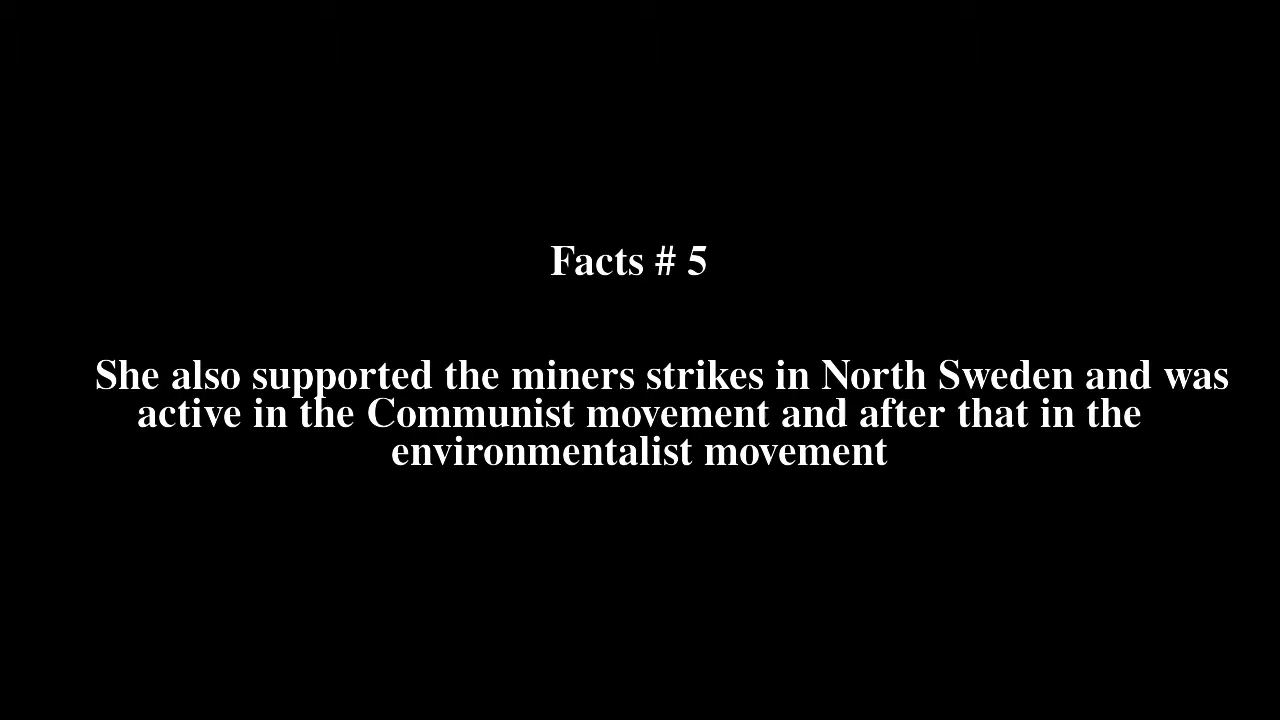 Facts # 5
She also supported the miners strikes in North Sweden and was
active in the Communist movement and after that in the
environmentalist movement